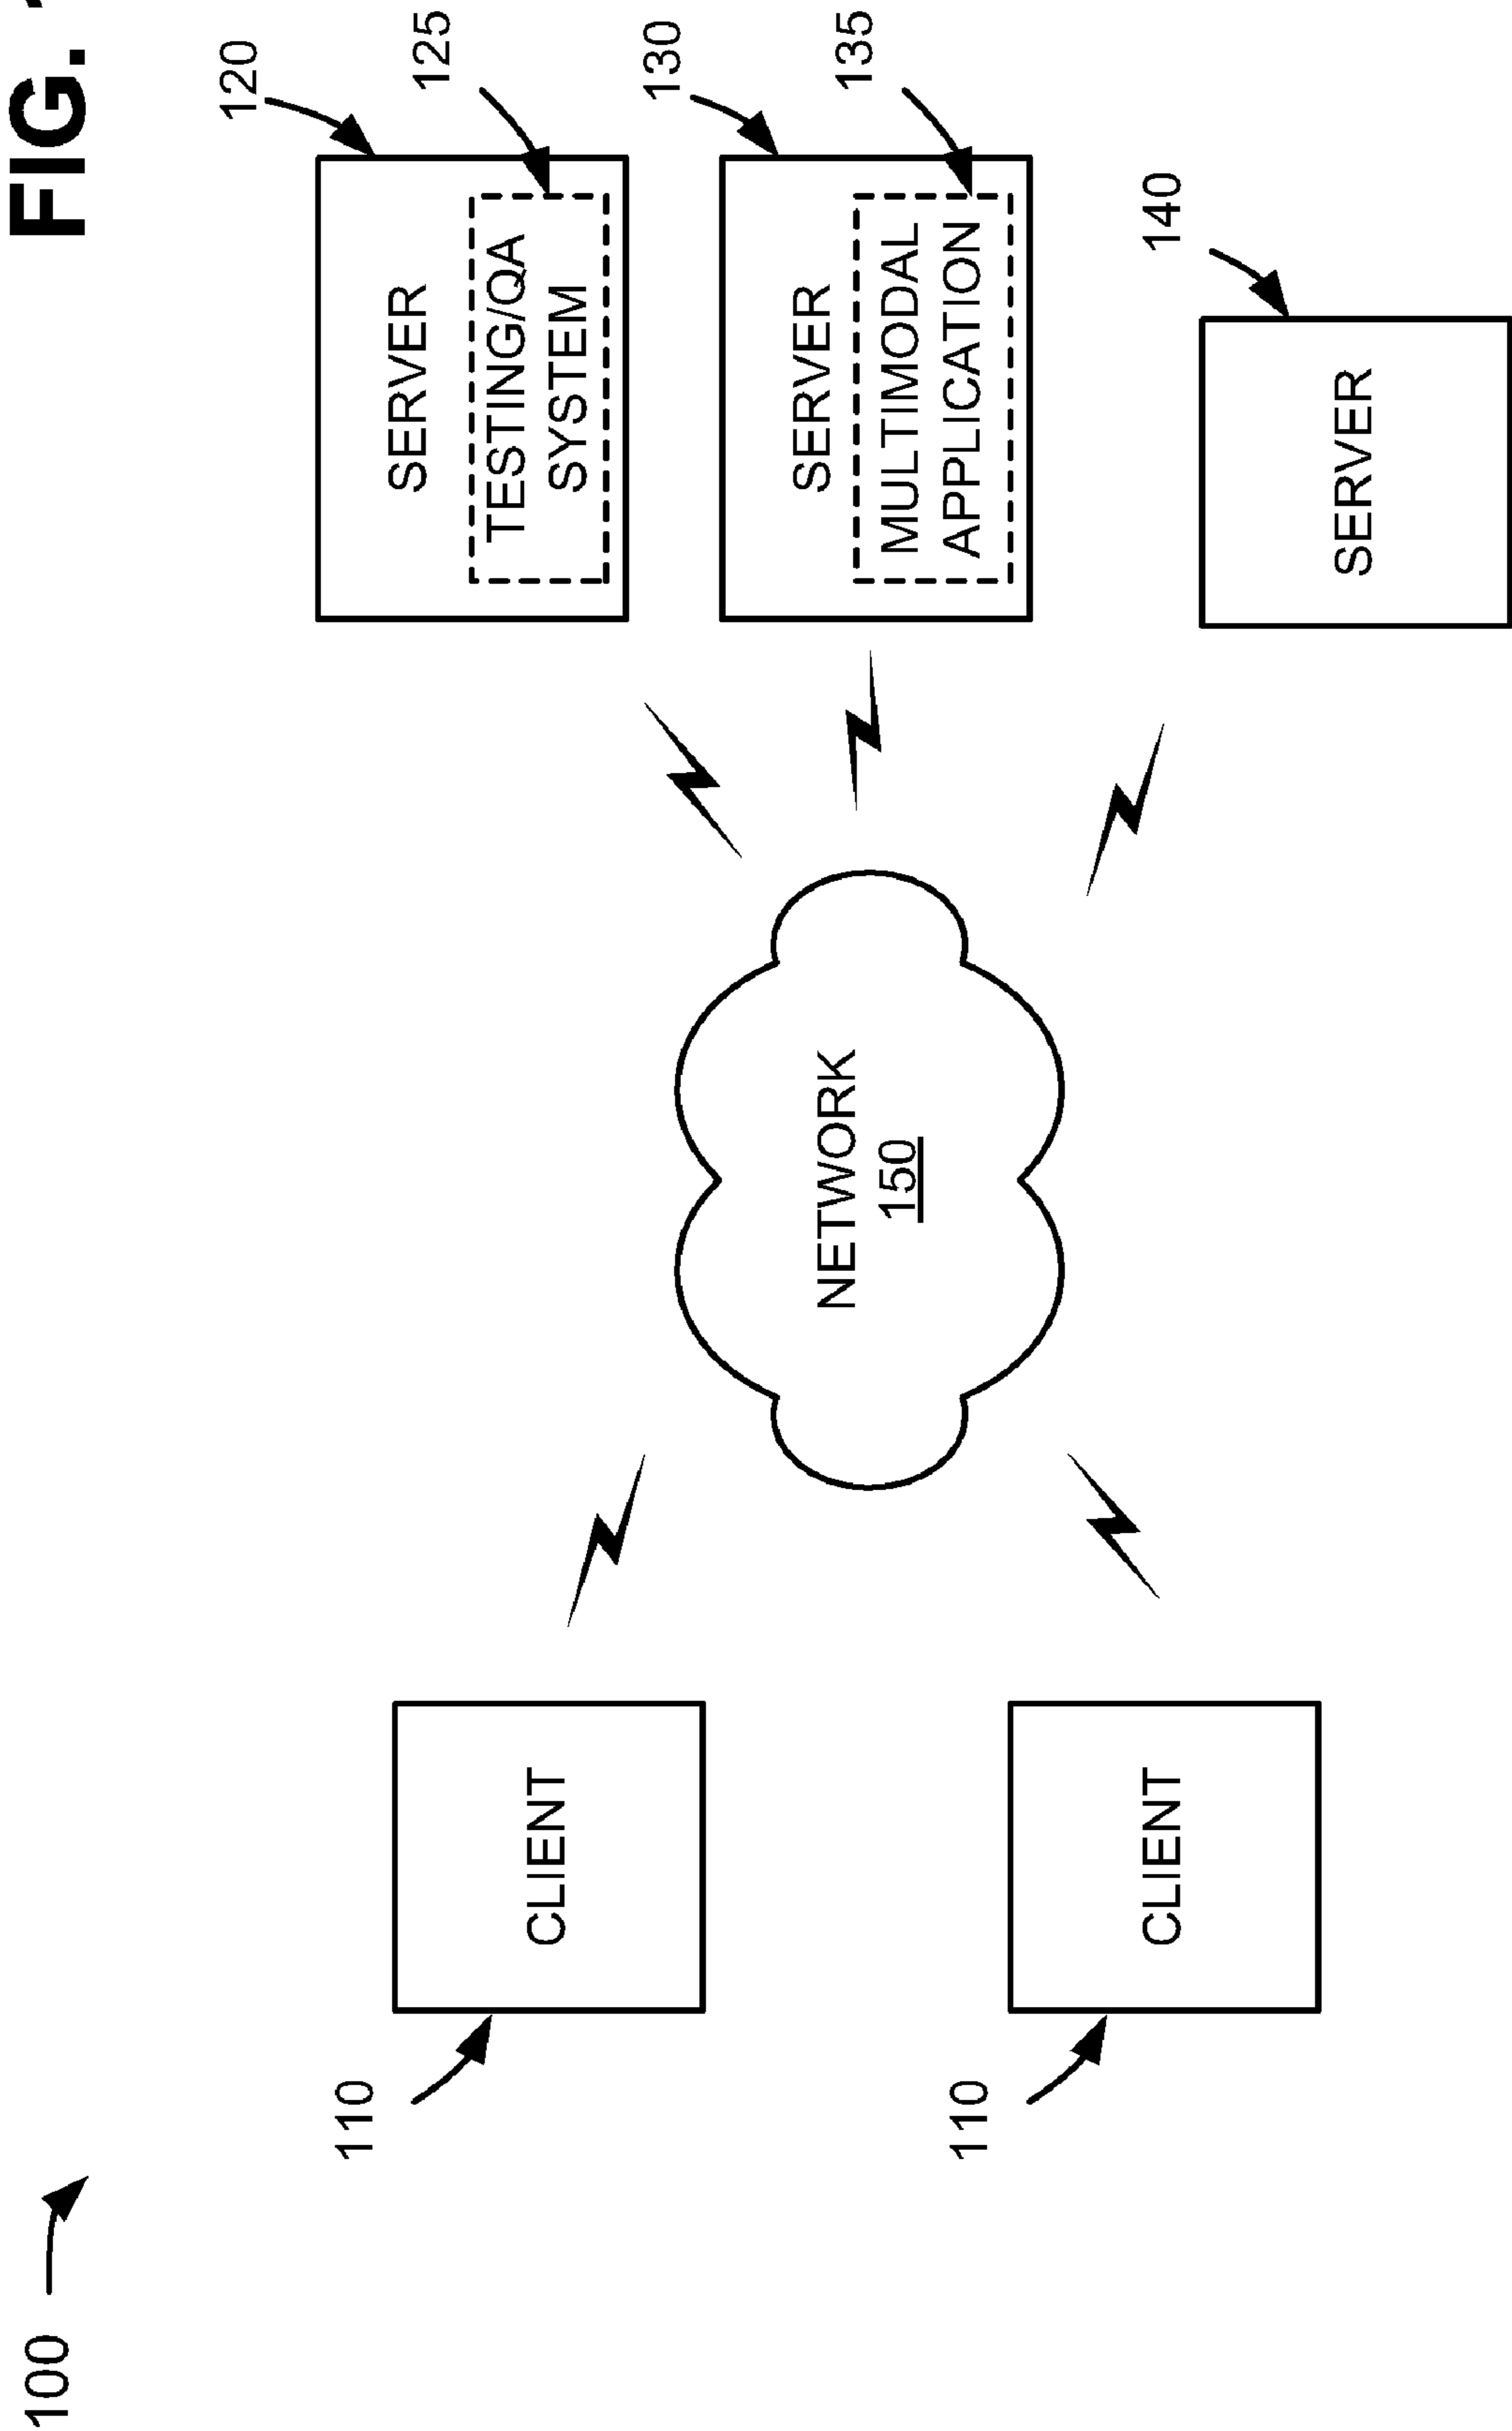 FIG.
100
110
CLIENT
110
CLIENT
NETWORK
150
120
SERVER
125
TESTING/QA
SYSTEM
130
SERVER
135
MULTIMODAL
APPLICATION
140
SERVER